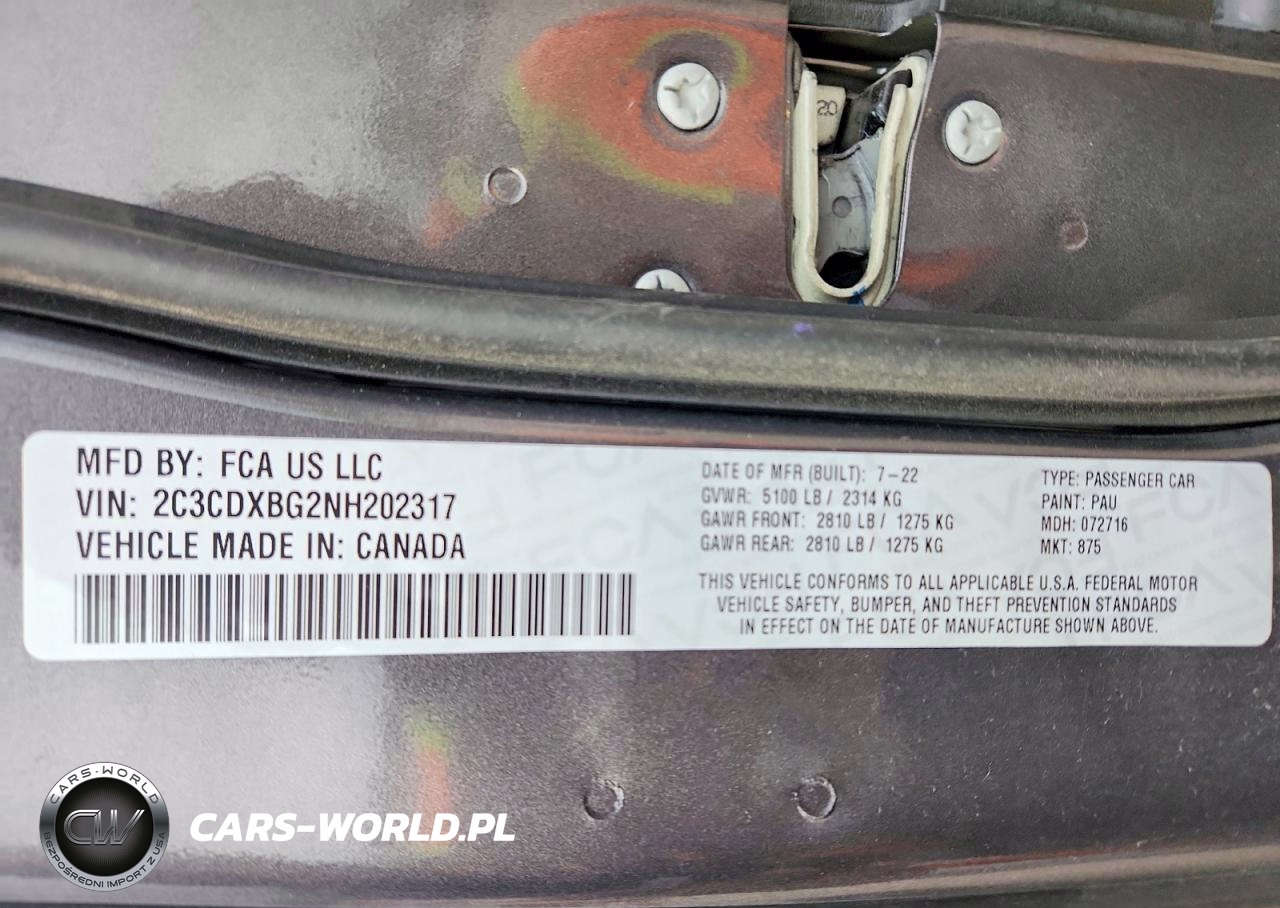 20
MFD BY: FCA US LLC
VIN: 2C3CDXBG2NH202317
VEHICLE MADE IN: CANADA
DATE OF MFR (BUILT): 7-22
GVWR: 5100 LB / 2314 KG
GAWR FRONT: 2810 LB / 1275 KG
GAWR REAR: 2810 LB / 1275 KG
TYPE: PASSENGER CAR
PAINT: PAU
MDH: 072716
MKT: 875
THIS VEHICLE CONFORMS TO ALL APPLICABLE U.S.A. FEDERAL MOTOR
VEHICLE SAFETY, BUMPER, AND THEFT PREVENTION STANDARDS
IN EFFECT ON THE DATE OF MANUFACTURE SHOWN ABOVE.
CARS-WORLD
CW
BEZPOŚREDNI IMPORT Z USA
CARS-WORLD.PL